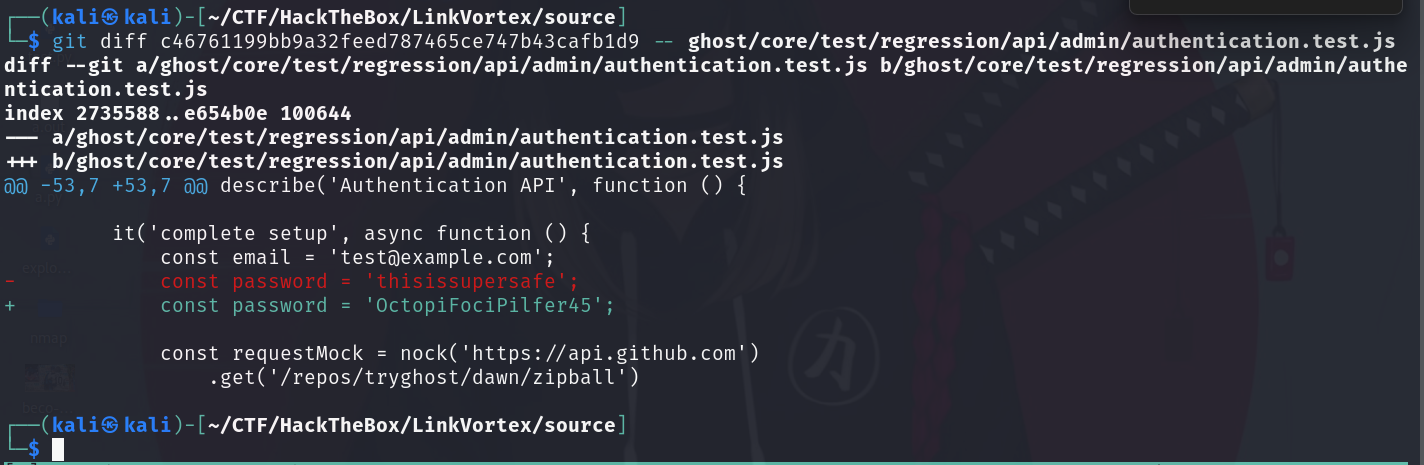 ┌──(kali㉿kali)-[~/CTF/HackTheBox/LinkVortex/source]
└─$ git diff c46761199bb9a32feed787465ce747b43cafb1d9 -- ghost/core/test/regression/api/admin/authentication.test.js
diff --git a/ghost/core/test/regression/api/admin/authentication.test.js b/ghost/core/test/regression/api/admin/authe
ntication.test.js
index 2735588..e654b0e 100644
--- a/ghost/core/test/regression/api/admin/authentication.test.js
+++ b/ghost/core/test/regression/api/admin/authentication.test.js
@@ -53,7 +53,7 @@ describe('Authentication API', function () {
         it('complete setup', async function () {
             const email = 'test@example.com';
-            const password = 'thisissupersafe';
+            const password = 'OctopiFociPilfer45';
             const requestMock = nock('https://api.github.com')
                 .get('/repos/tryghost/dawn/zipball')
┌──(kali㉿kali)-[~/CTF/HackTheBox/LinkVortex/source]
└─$
a.py
nmap
力